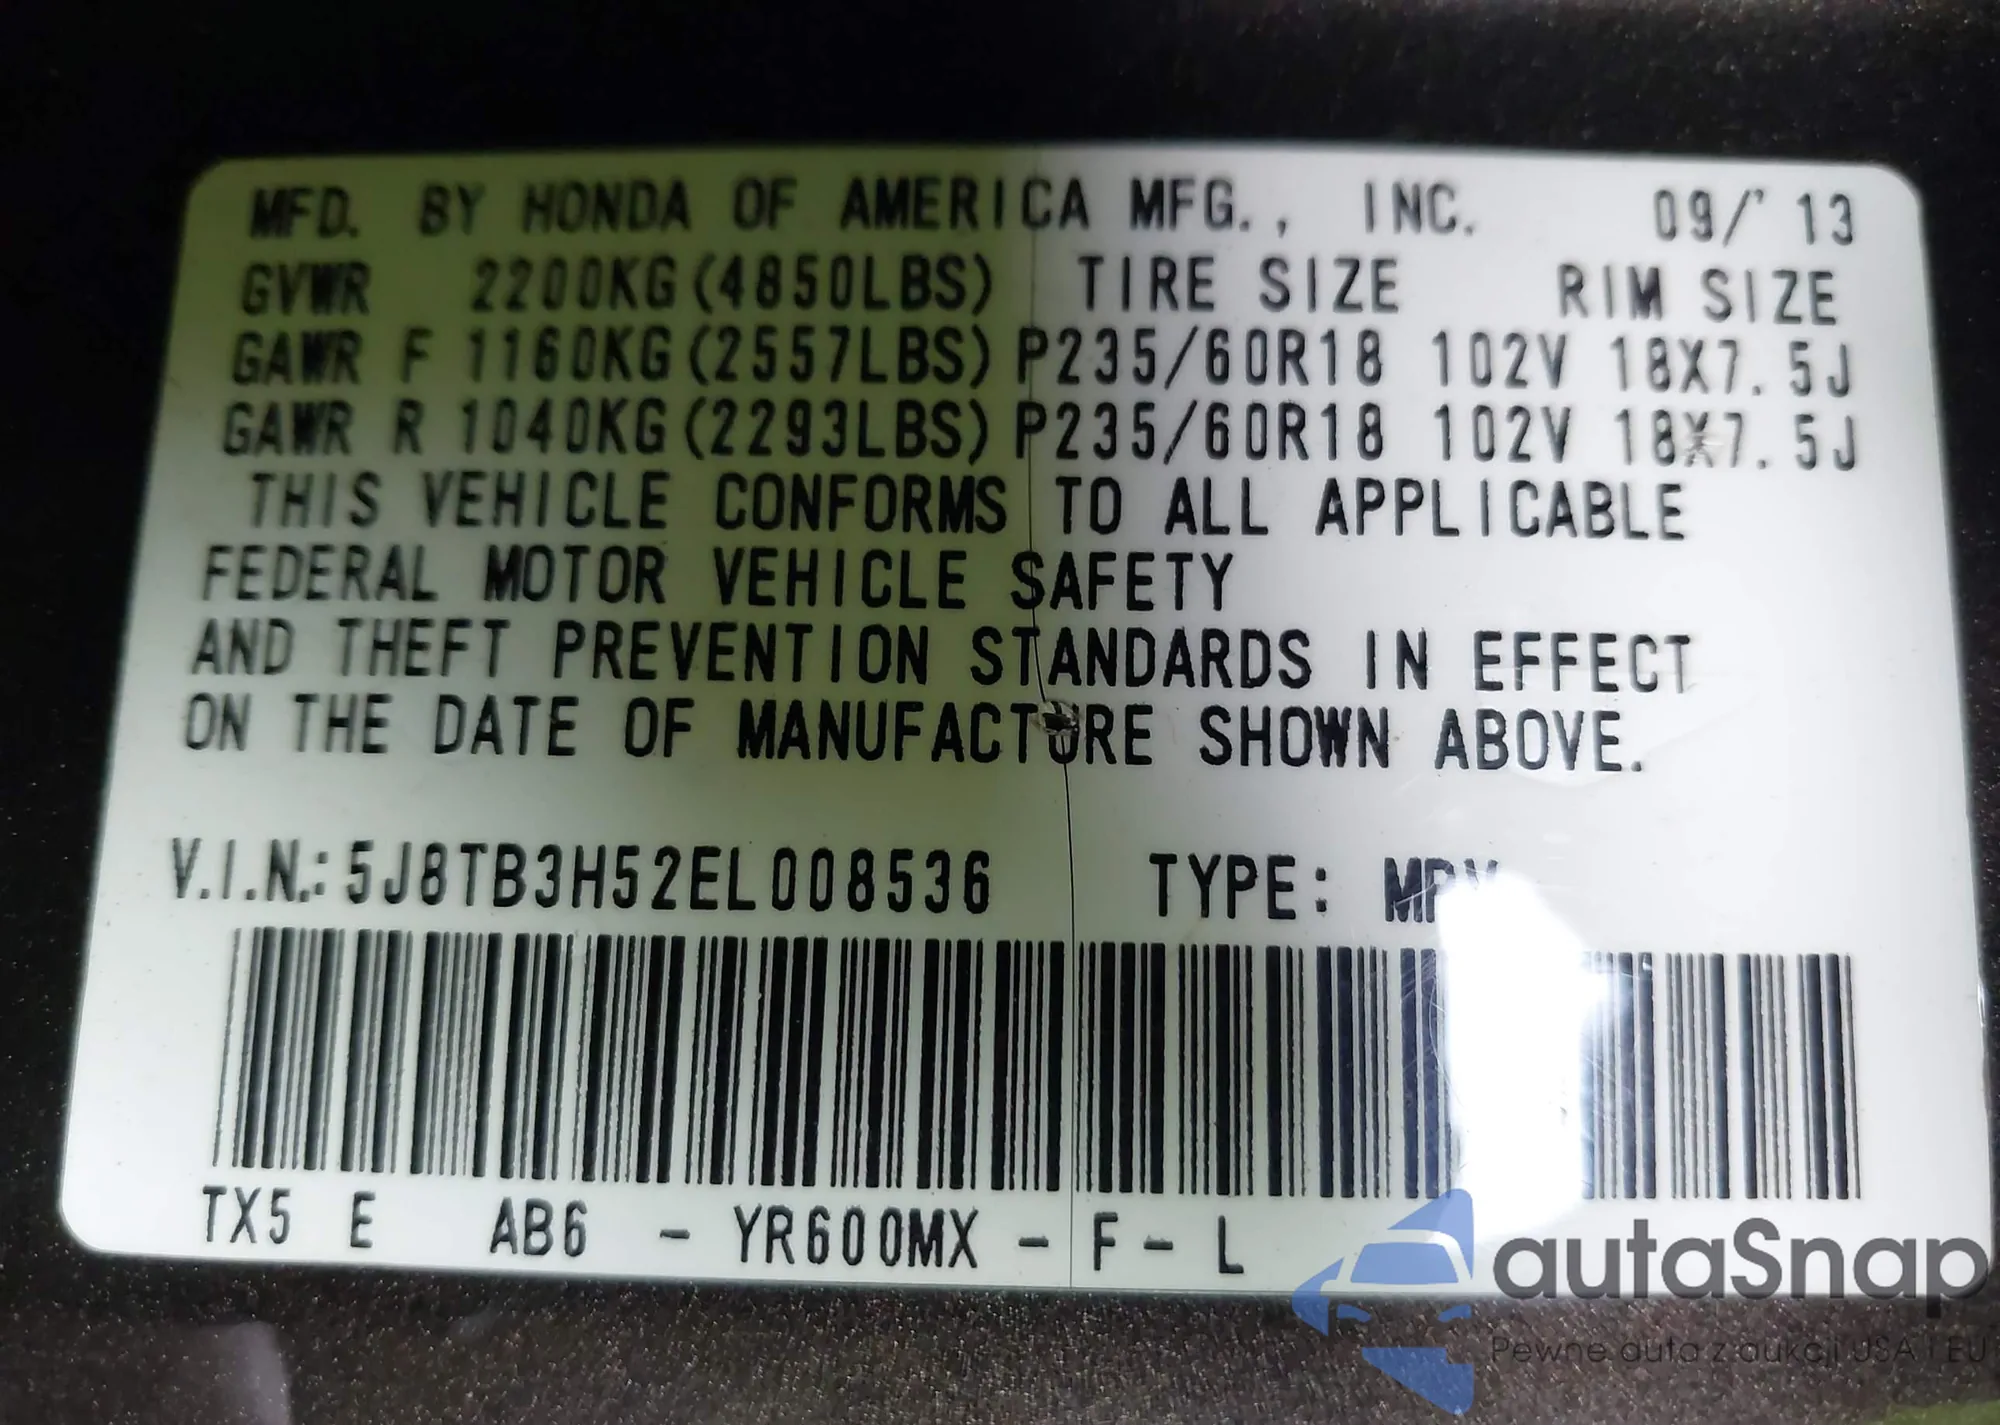 MFD. BY HONDA OF AMERICA MFG., INC. 09/'13
GVWR 2200KG(4850LBS) TIRE SIZE RIM SIZE
GAWR F 1160KG(2557LBS) P235/60R18 102V 18X7.5J
GAWR R 1040KG(2293LBS) P235/60R18 102V 18X7.5J
THIS VEHICLE CONFORMS TO ALL APPLICABLE
FEDERAL MOTOR VEHICLE SAFETY
AND THEFT PREVENTION STANDARDS IN EFFECT
ON THE DATE OF MANUFACTURE SHOWN ABOVE.
V.I.N.: 5J8TB3H52EL008536 TYPE: MPV
TX5 E AB6 - YR600MX - F - L
autaSnap
Pewne auta z aukcji USA i EU